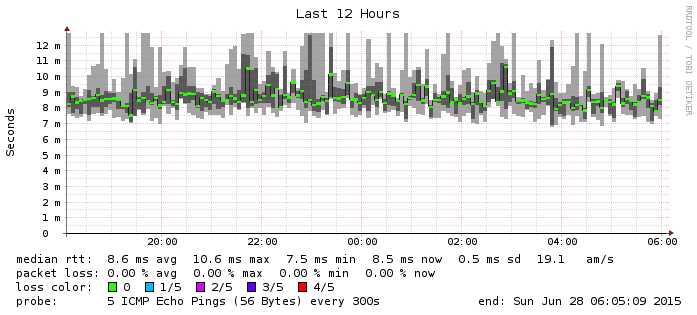 Last 12 Hours
RRDTOOL / TOBI OETIKER
Seconds
12 m
11 m
10 m
9 m
8 m
7 m
6 m
5 m
4 m
3 m
2 m
1 m
0
20:00 22:00 00:00 02:00 04:00 06:00
median rtt: 8.6 ms avg 10.6 ms max 7.5 ms min 8.5 ms now 0.5 ms sd 19.1 am/s
packet loss: 0.00 % avg 0.00 % max 0.00 % min 0.00 % now
loss color: 0 1/5 2/5 3/5 4/5
probe: 5 ICMP Echo Pings (56 Bytes) every 300s end: Sun Jun 28 06:05:09 2015